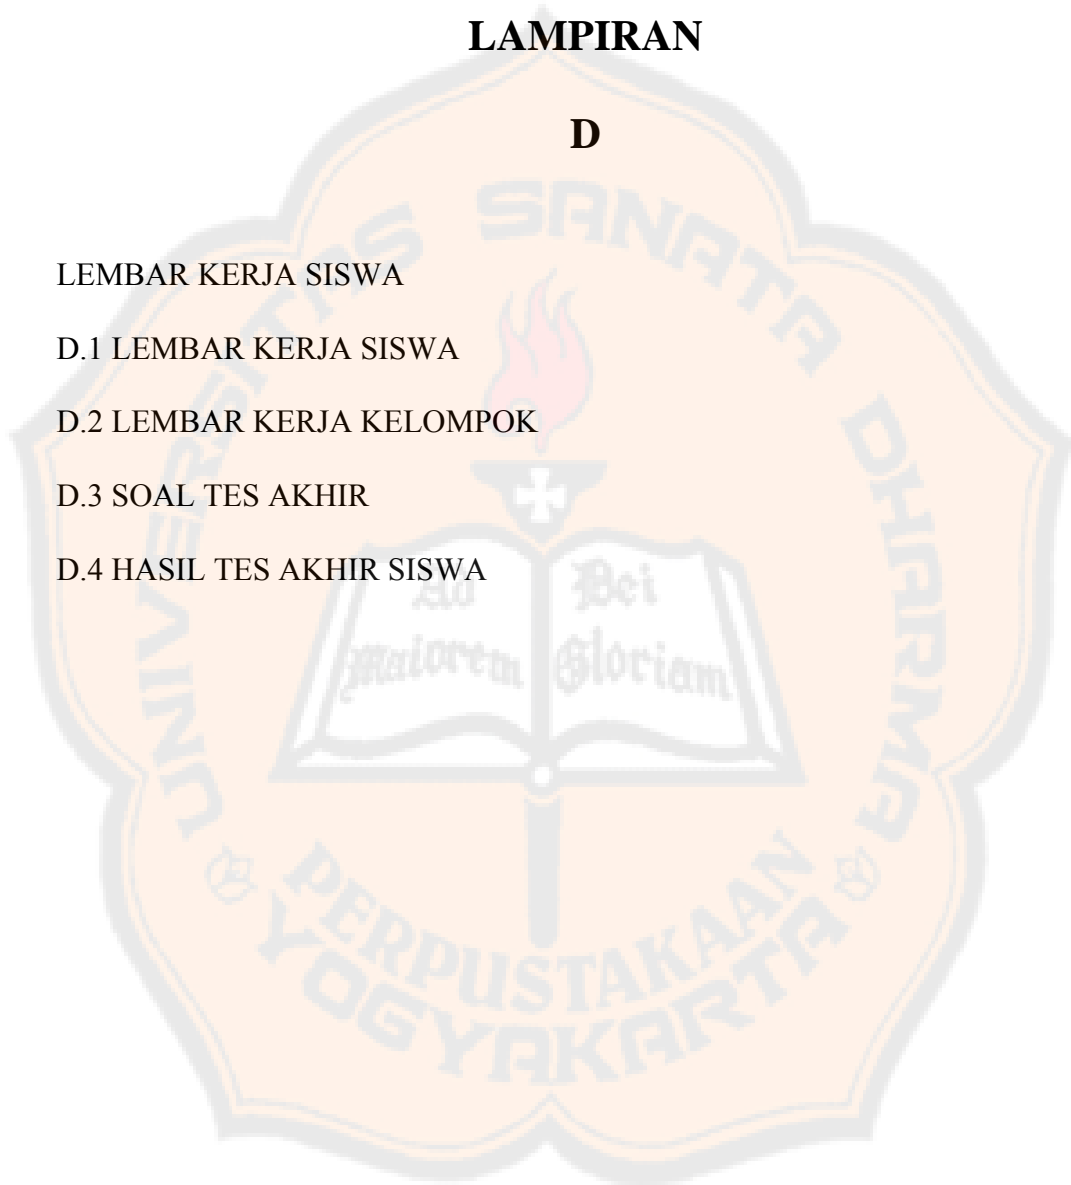 LAMPIRAN
D
LEMBAR KERJA SISWA
D.1 LEMBAR KERJA SISWA
D.2 LEMBAR KERJA KELOMPOK
D.3 SOAL TES AKHIR
D.4 HASIL TES AKHIR SISWA
UNIVERSITAS SANATA DHARMA
Ad Dei
Maiorem Gloriam
PERPUSTAKAAN
YOGYAKARTA